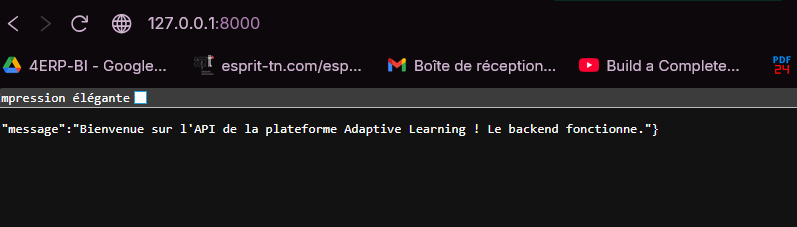 127.0.0.1:8000
4ERP-BI - Google...
esprit-tn.com/esp...
Boîte de réception...
Build a Complete...
PDF
24
mpression élégante
"message":"Bienvenue sur l'API de la plateforme Adaptive Learning ! Le backend fonctionne."}